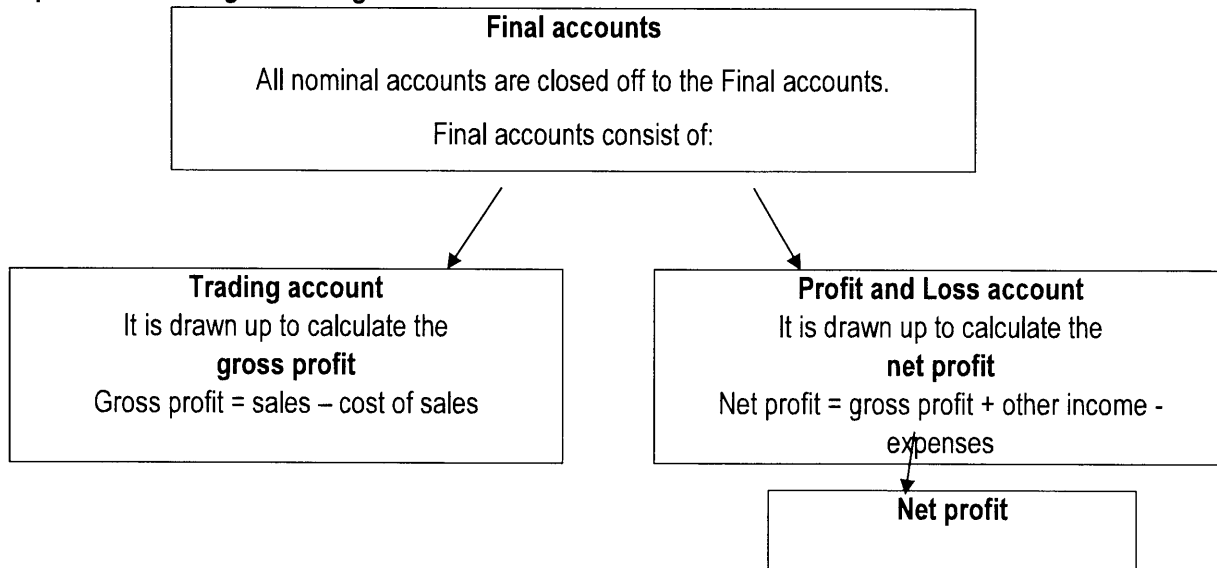 Final accounts
All nominal accounts are closed off to the Final accounts.
Final accounts consist of:
Trading account
It is drawn up to calculate the
gross profit
Gross profit = sales – cost of sales
Profit and Loss account
It is drawn up to calculate the
net profit
Net profit = gross profit + other income -
expenses
Net profit